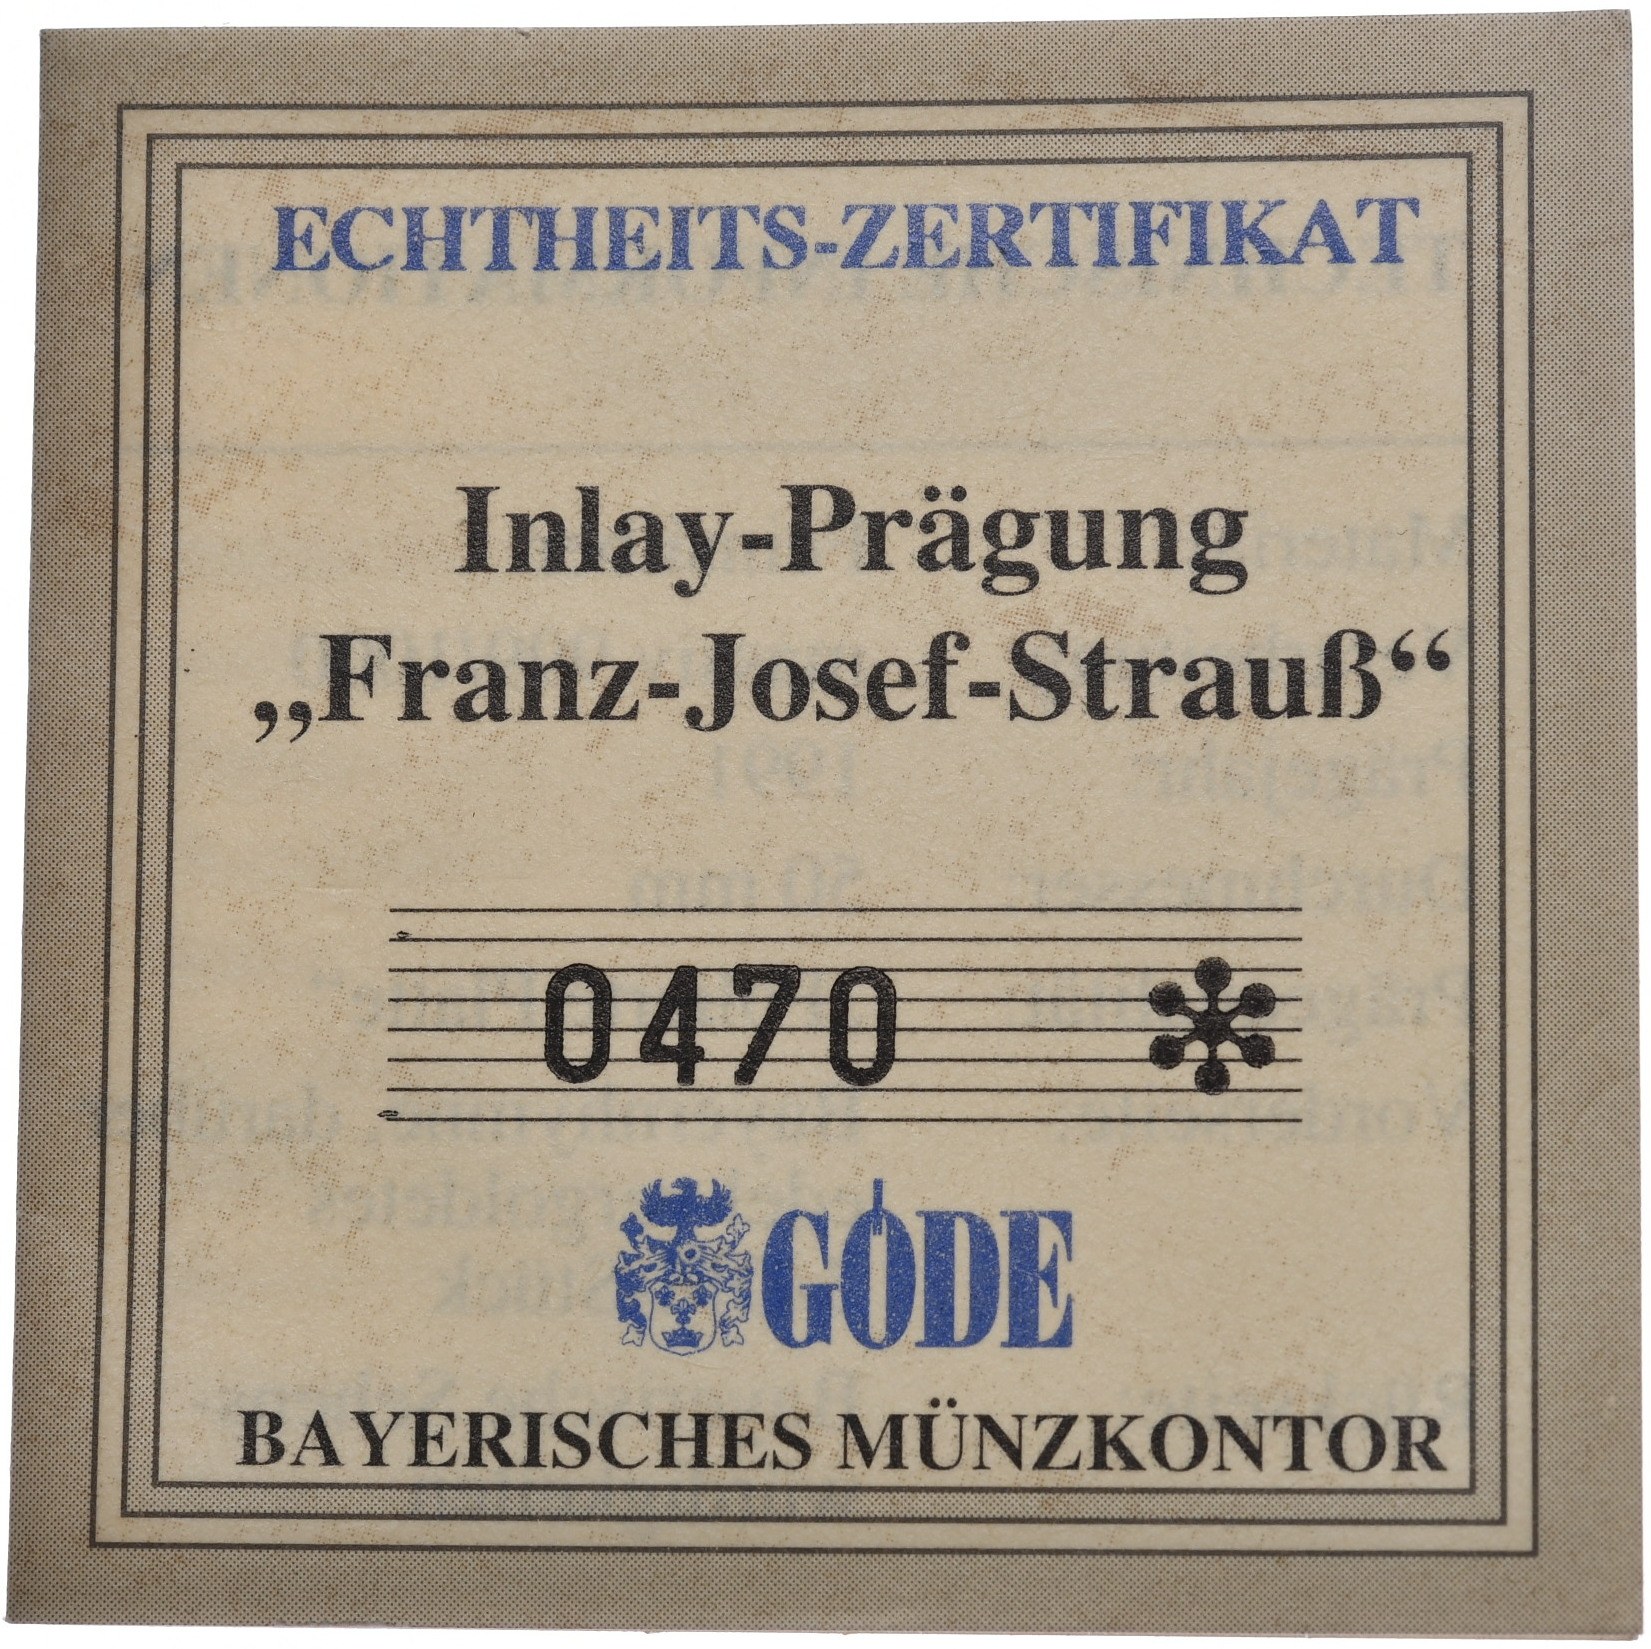 ECHTHEITS-ZERTIFIKAT
Inlay-Prägung
„Franz-Josef-Strauß“
0470
GÖDE
BAYERISCHES MÜNZKONTOR